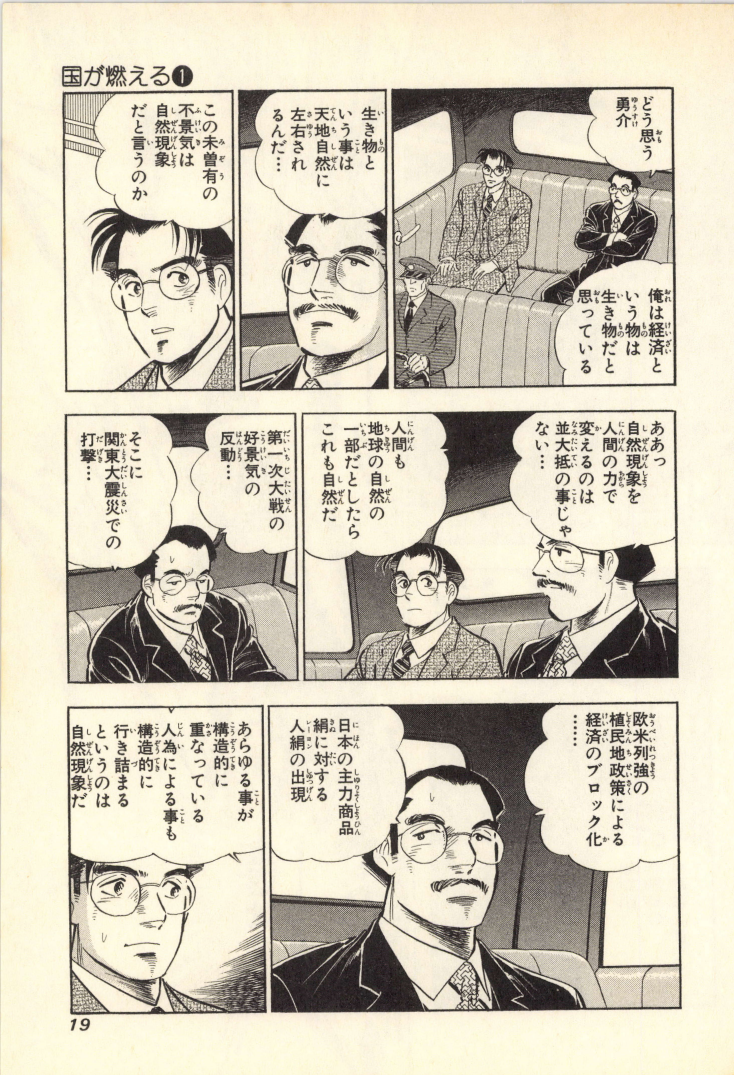 国が燃える1
どう思う
勇介
俺は経済と
いう物は
生き物だと
思っている
生き物と
いう事は
天地自然に
左右され
るんだ…
この未曽有の
不景気は
自然現象
だと言うのか
ああっ
自然現象を
人間の力で
変えるのは
並大抵の事じゃ
ない…
人間も
地球の自然の
一部だとしたら
これも自然だ
第一次大戦の
好景気の
反動…
そこに
関東大震災での
打撃…
欧米列強の
植民地政策による
経済のブロック化
……
日本の主力商品
絹に対する
人絹の出現
あらゆる事が
構造的に
重なっている
人為による事も
構造的に
行き詰まる
というのは
自然現象だ
19